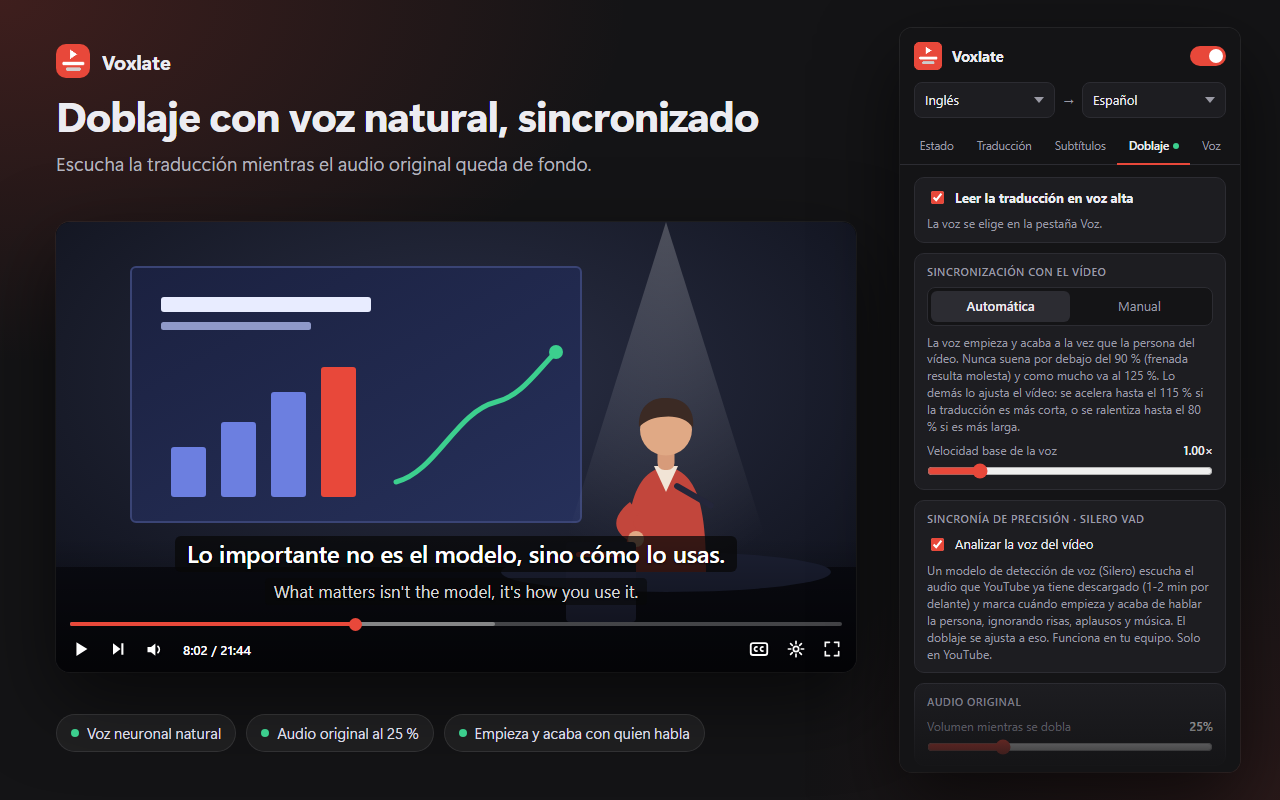 Voxlate
Doblaje con voz natural, sincronizado
Escucha la traducción mientras el audio original queda de fondo.
Lo importante no es el modelo, sino cómo lo usas.
What matters isn't the model, it's how you use it.
8:02 / 21:44
CC
Voz neuronal natural
Audio original al 25 %
Empieza y acaba con quien habla
Voxlate
Inglés → Español
Estado Traducción Subtítulos Doblaje Voz
Leer la traducción en voz alta
La voz se elige en la pestaña Voz.
SINCRONIZACIÓN CON EL VÍDEO
Automática Manual
La voz empieza y acaba a la vez que la persona del
vídeo. Nunca suena por debajo del 90 % (frenada
resulta molesta) y como mucho va al 125 %. Lo
demás lo ajusta el vídeo: se acelera hasta el 115 % si
la traducción es más corta, o se ralentiza hasta el 80
% si es más larga.
Velocidad base de la voz 1.00×
SINCRONÍA DE PRECISIÓN · SILERO VAD
Analizar la voz del vídeo
Un modelo de detección de voz (Silero) escucha el
audio que YouTube ya tiene descargado (1-2 min por
delante) y marca cuándo empieza y acaba de hablar
la persona, ignorando risas, aplausos y música. El
doblaje se ajusta a eso. Funciona en tu equipo. Solo
en YouTube.
AUDIO ORIGINAL
Volumen mientras se dobla 25%